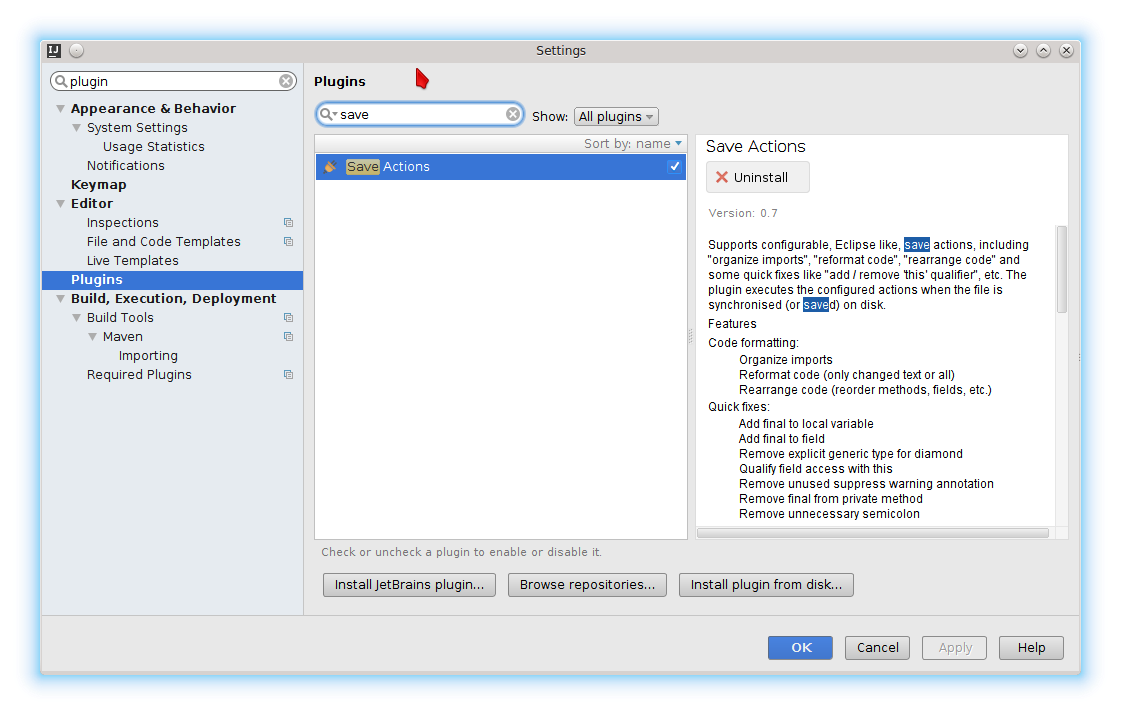 IJ
Settings
plugin
Appearance & Behavior
System Settings
Usage Statistics
Notifications
Keymap
Editor
Inspections
File and Code Templates
Live Templates
Plugins
Build, Execution, Deployment
Build Tools
Maven
Importing
Required Plugins
Plugins
save
Show: All plugins
Sort by: name
Save Actions
Save Actions
Uninstall
Version: 0.7
Supports configurable, Eclipse like, save actions, including
"organize imports", "reformat code", "rearrange code" and
some quick fixes like "add / remove 'this' qualifier", etc. The
plugin executes the configured actions when the file is
synchronised (or saved) on disk.
Features
Code formatting:
Organize imports
Reformat code (only changed text or all)
Rearrange code (reorder methods, fields, etc.)
Quick fixes:
Add final to local variable
Add final to field
Remove explicit generic type for diamond
Qualify field access with this
Remove unused suppress warning annotation
Remove final from private method
Remove unnecessary semicolon
Check or uncheck a plugin to enable or disable it.
Install JetBrains plugin...
Browse repositories...
Install plugin from disk...
OK
Cancel
Apply
Help